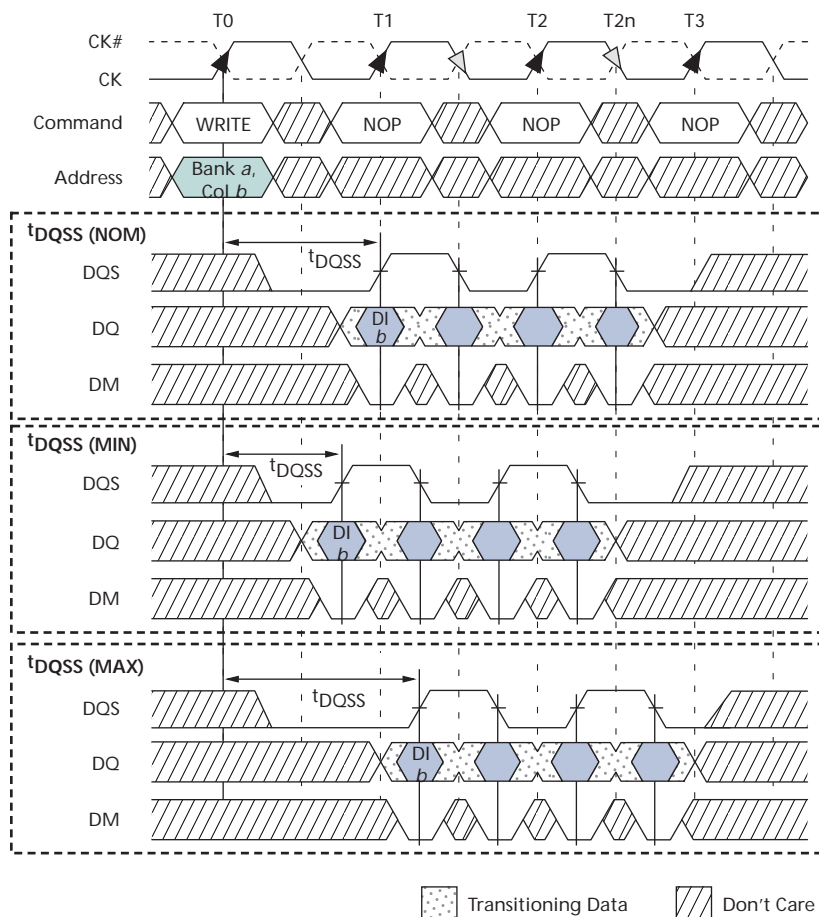 T0 T1 T2 T2n T3
CK#
CK
Command WRITE NOP NOP NOP
Address Bank a,
Col b
tDQSS (NOM)
tDQSS
DQS
DQ DI
b
DM
tDQSS (MIN)
tDQSS
DQS
DQ DI
b
DM
tDQSS (MAX)
tDQSS
DQS
DQ DI
b
DM
Transitioning Data Don't Care